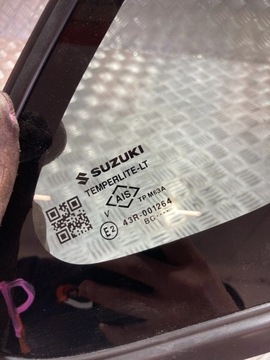 SUZUKI
TEMPERLITE-LT
AIS
TP M63A
V
E2
43R-001264
P